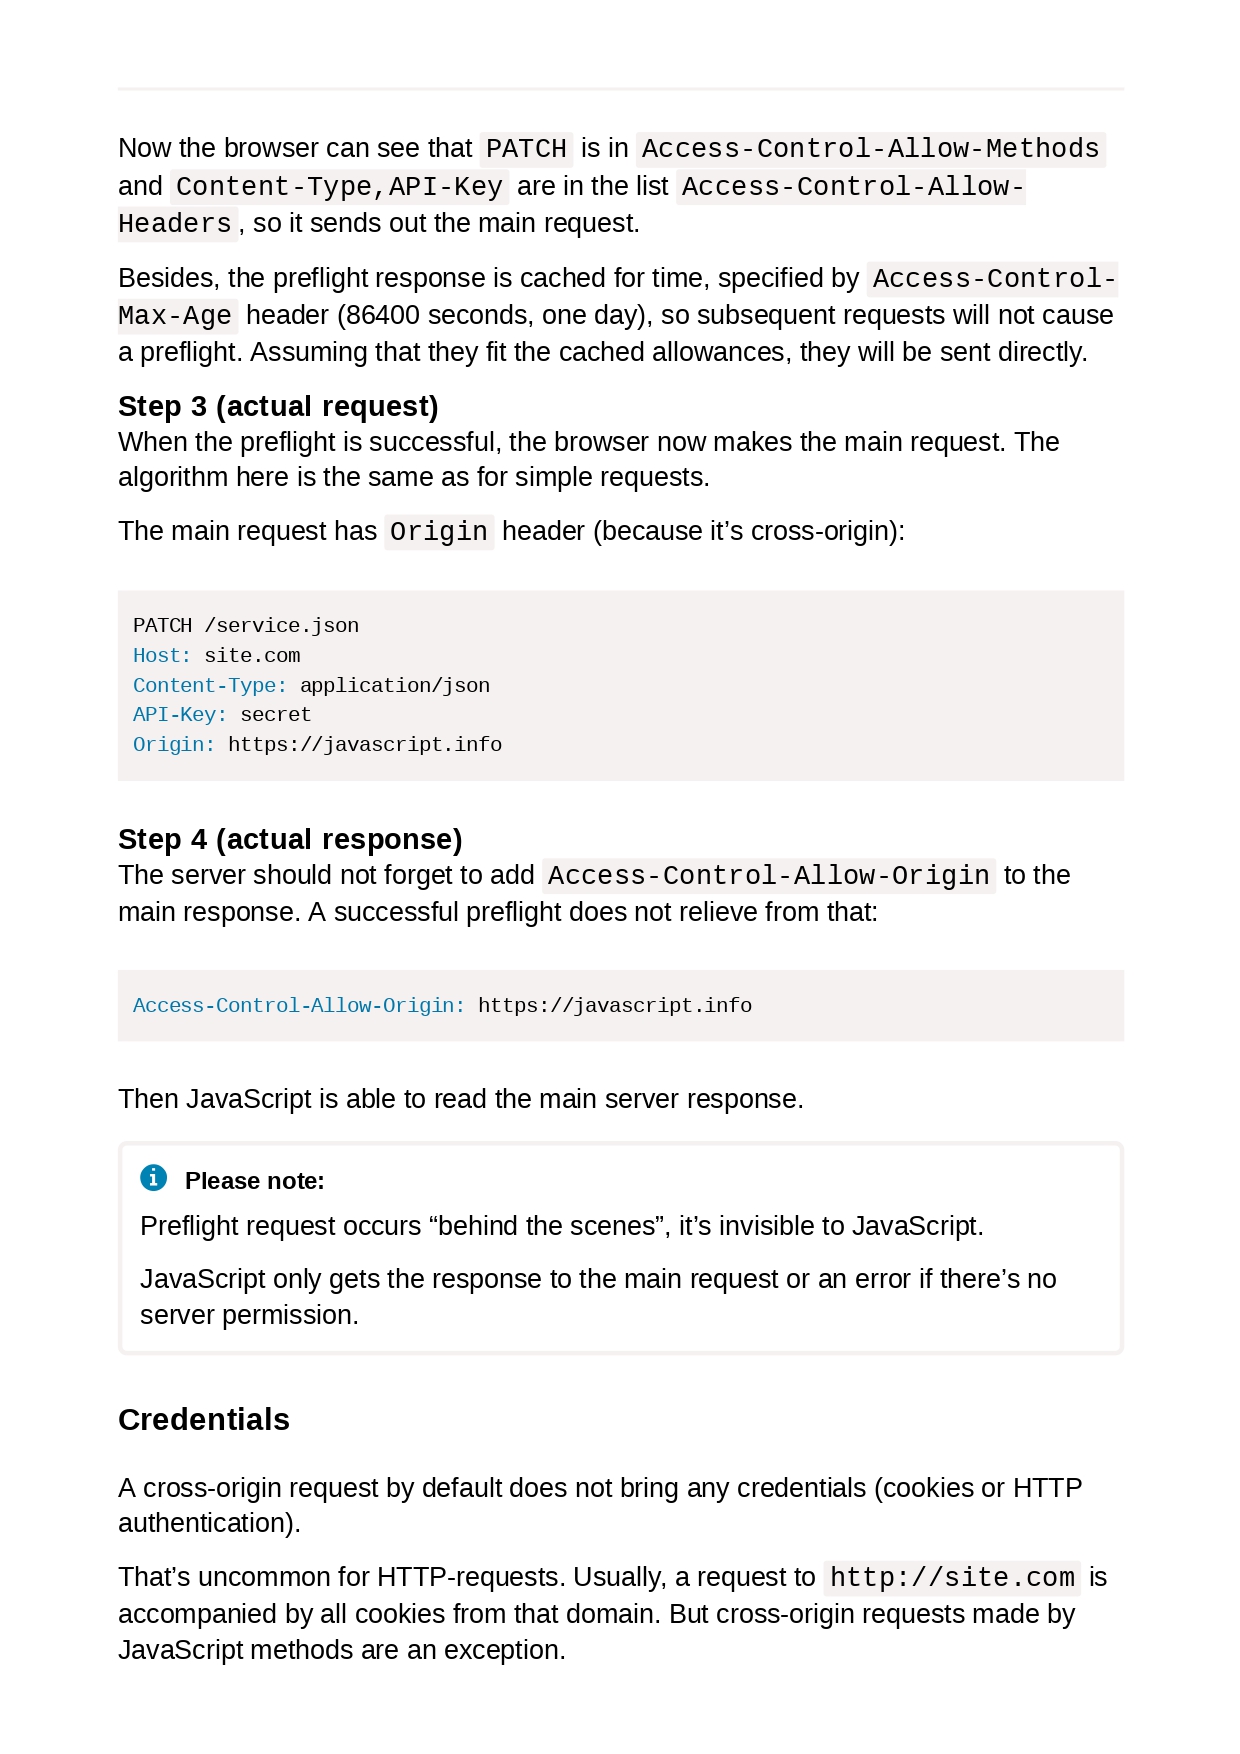 Now the browser can see that PATCH is in Access-Control-Allow-Methods
and Content-Type,API-Key are in the list Access-Control-Allow-
Headers, so it sends out the main request.
Besides, the preflight response is cached for time, specified by Access-Control-
Max-Age header (86400 seconds, one day), so subsequent requests will not cause
a preflight. Assuming that they fit the cached allowances, they will be sent directly.
Step 3 (actual request)
When the preflight is successful, the browser now makes the main request. The
algorithm here is the same as for simple requests.
The main request has Origin header (because it’s cross-origin):
PATCH /service.json
Host: site.com
Content-Type: application/json
API-Key: secret
Origin: https://javascript.info
Step 4 (actual response)
The server should not forget to add Access-Control-Allow-Origin to the
main response. A successful preflight does not relieve from that:
Access-Control-Allow-Origin: https://javascript.info
Then JavaScript is able to read the main server response.
Please note:
Preflight request occurs “behind the scenes”, it’s invisible to JavaScript.
JavaScript only gets the response to the main request or an error if there’s no
server permission.
Credentials
A cross-origin request by default does not bring any credentials (cookies or HTTP
authentication).
That’s uncommon for HTTP-requests. Usually, a request to http://site.com is
accompanied by all cookies from that domain. But cross-origin requests made by
JavaScript methods are an exception.